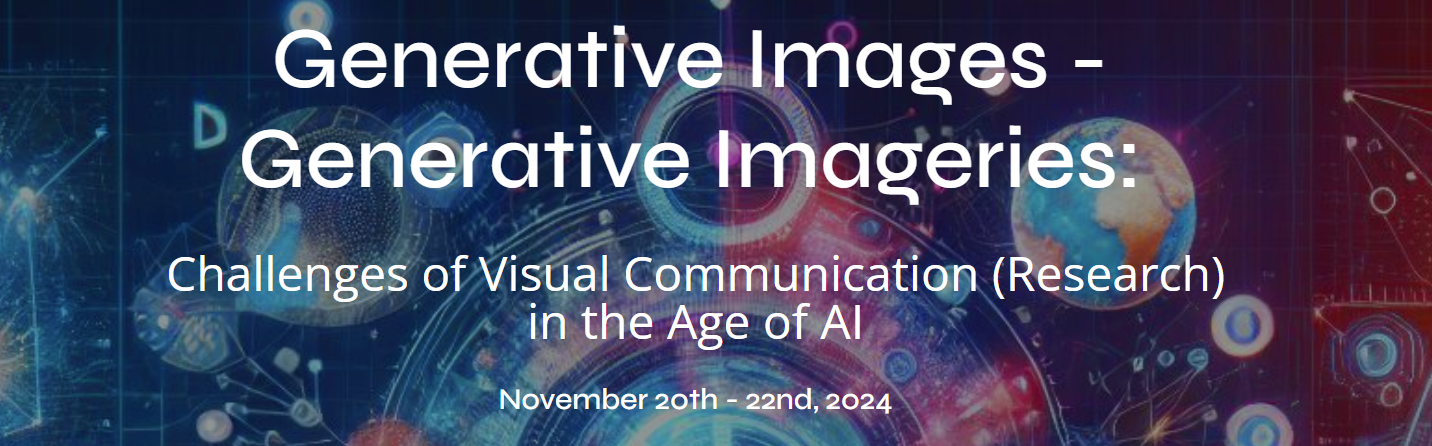 Generative Images -
Generative Imageries:
D
Challenges of Visual Communication (Research)
in the Age of AI
November 20th - 22nd, 2024